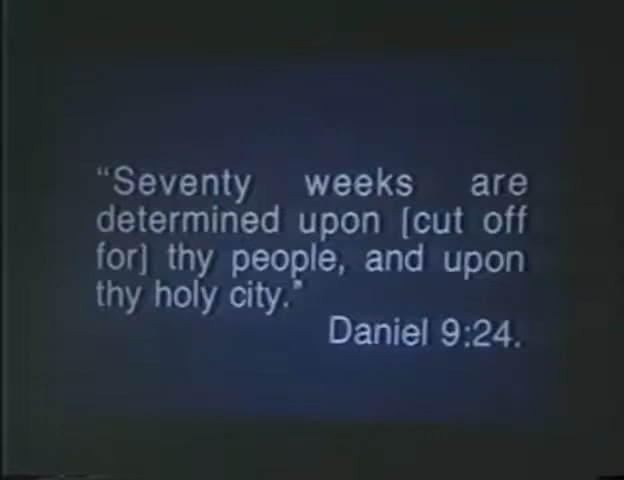 "Seventy weeks are
determined upon [cut off
for] thy people, and upon
thy holy city."
Daniel 9:24.